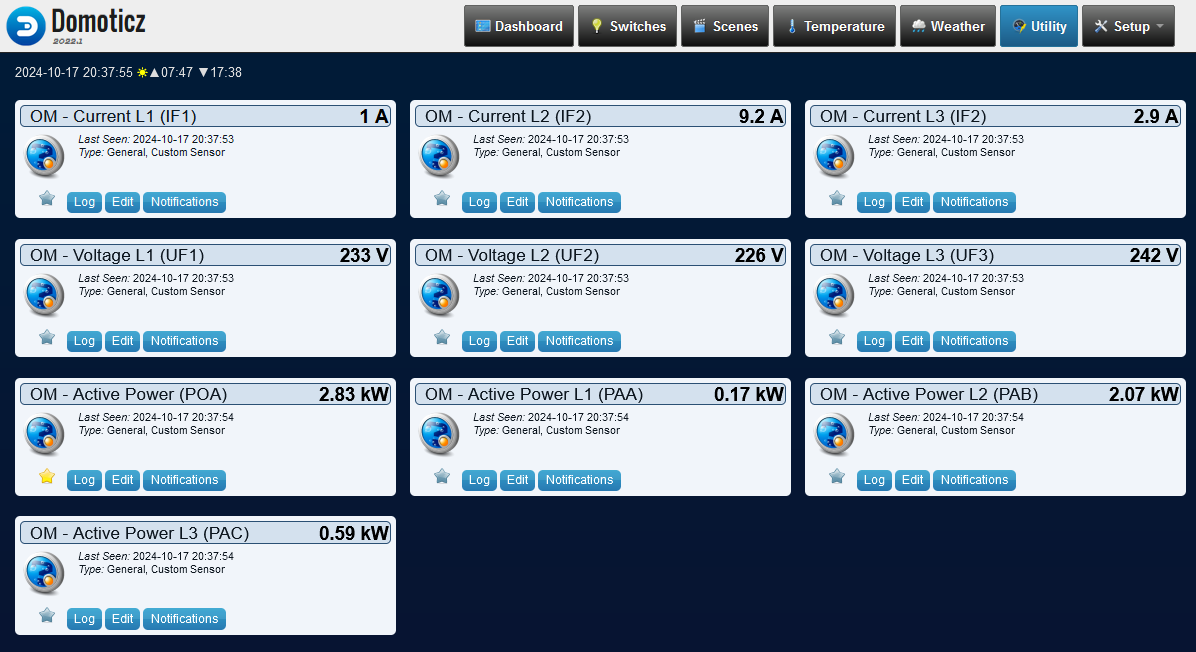 Domoticz
2022.1
Dashboard Switches Scenes Temperature Weather Utility Setup
2024-10-17 20:37:55 ▲07:47 ▼17:38
OM - Current L1 (IF1) 1 A
Last Seen: 2024-10-17 20:37:53
Type: General, Custom Sensor
Log Edit Notifications
OM - Current L2 (IF2) 9.2 A
Last Seen: 2024-10-17 20:37:53
Type: General, Custom Sensor
Log Edit Notifications
OM - Current L3 (IF2) 2.9 A
Last Seen: 2024-10-17 20:37:53
Type: General, Custom Sensor
Log Edit Notifications
OM - Voltage L1 (UF1) 233 V
Last Seen: 2024-10-17 20:37:53
Type: General, Custom Sensor
Log Edit Notifications
OM - Voltage L2 (UF2) 226 V
Last Seen: 2024-10-17 20:37:53
Type: General, Custom Sensor
Log Edit Notifications
OM - Voltage L3 (UF3) 242 V
Last Seen: 2024-10-17 20:37:53
Type: General, Custom Sensor
Log Edit Notifications
OM - Active Power (POA) 2.83 kW
Last Seen: 2024-10-17 20:37:54
Type: General, Custom Sensor
Log Edit Notifications
OM - Active Power L1 (PAA) 0.17 kW
Last Seen: 2024-10-17 20:37:54
Type: General, Custom Sensor
Log Edit Notifications
OM - Active Power L2 (PAB) 2.07 kW
Last Seen: 2024-10-17 20:37:54
Type: General, Custom Sensor
Log Edit Notifications
OM - Active Power L3 (PAC) 0.59 kW
Last Seen: 2024-10-17 20:37:54
Type: General, Custom Sensor
Log Edit Notifications